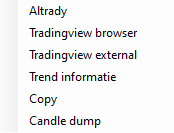 Altrady
Tradingview browser
Tradingview external
Trend informatie
Copy
Candle dump